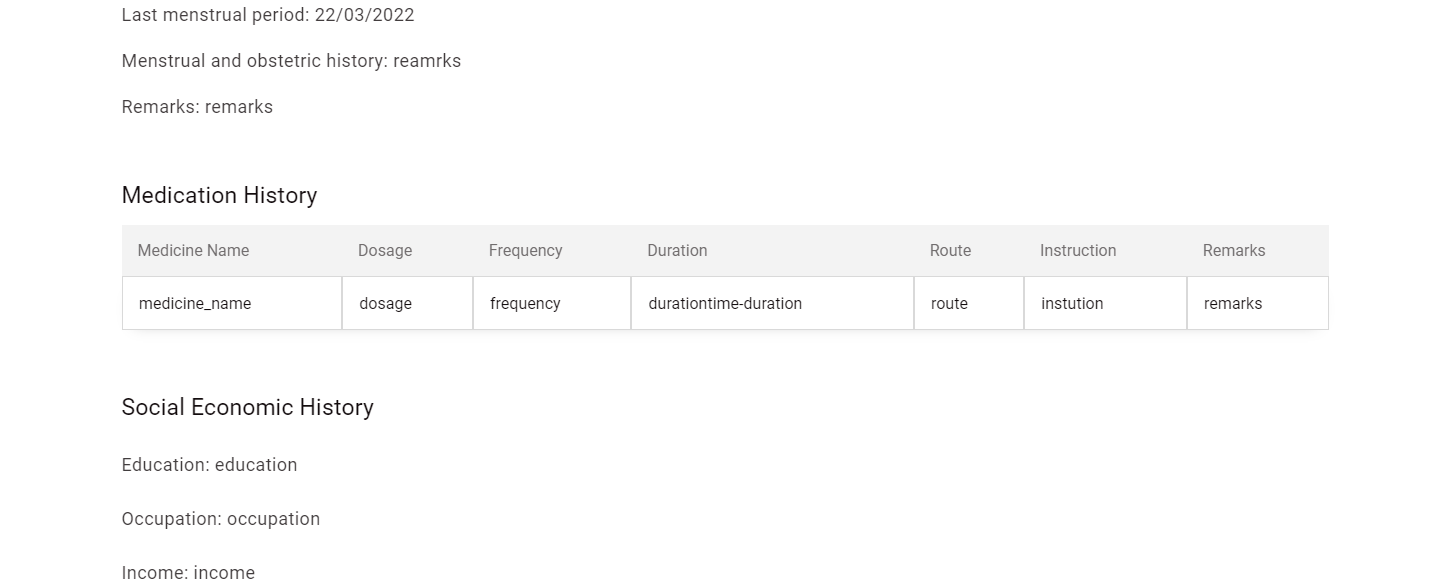 Last menstrual period: 22/03/2022
Menstrual and obstetric history: reamrks
Remarks: remarks
Medication History
Medicine Name Dosage Frequency Duration Route Instruction Remarks
medicine_name dosage frequency durationtime-duration route instution remarks
Social Economic History
Education: education
Occupation: occupation
Income: income